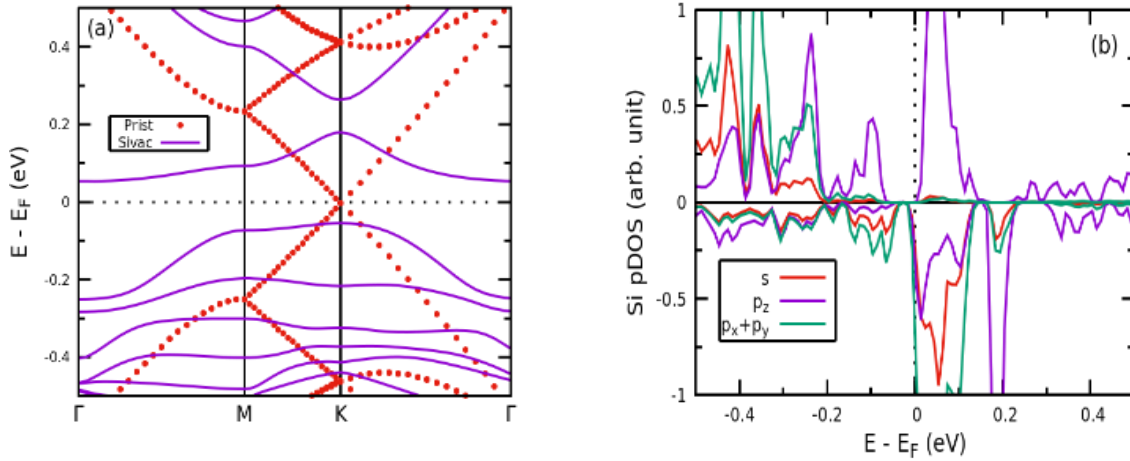 (a)
0.4
0.2
0
-0.2
-0.4
E - E_F (eV)
Prist
Sivac
Γ
M
K
Γ
(b)
1
0.5
0
-0.5
-1
Si pDOS (arb. unit)
s
p_z
p_x+p_y
-0.4
-0.2
0
0.2
0.4
E - E_F (eV)